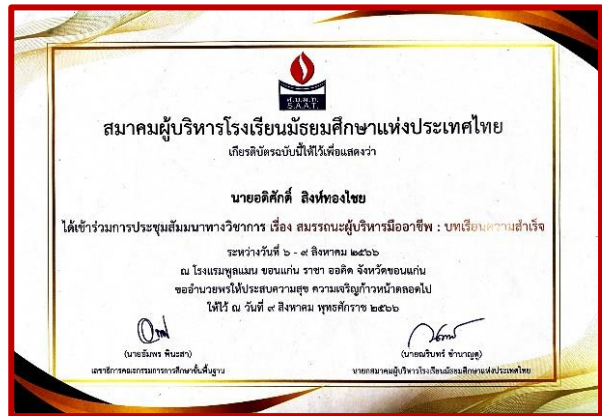 ส.บ.ม.ท.
S.A.A.T.
สมาคมผู้บริหารโรงเรียนมัธยมศึกษาแห่งประเทศไทย
เกียรติบัตรฉบับนี้ให้ไว้เพื่อแสดงว่า
นายอดิศักดิ์ สิงห์ทองไชย
ได้เข้าร่วมการประชุมสัมมนาทางวิชาการ เรื่อง สมรรถนะผู้บริหารมืออาชีพ : บทเรียนความสำเร็จ
ระหว่างวันที่ ๖ - ๙ สิงหาคม ๒๕๖๖
ณ โรงแรมพูลแมน ขอนแก่น ราชา ออคิด จังหวัดขอนแก่น
ขออำนวยพรให้ประสบความสุข ความเจริญก้าวหน้าตลอดไป
ให้ไว้ ณ วันที่ ๙ สิงหาคม พุทธศักราช ๒๕๖๖
(นายอัมพร พินะสา) (นายณรินทร์ ชำนาญดู)
เลขาธิการคณะกรรมการการศึกษาขั้นพื้นฐาน นายกสมาคมผู้บริหารโรงเรียนมัธยมศึกษาแห่งประเทศไทย